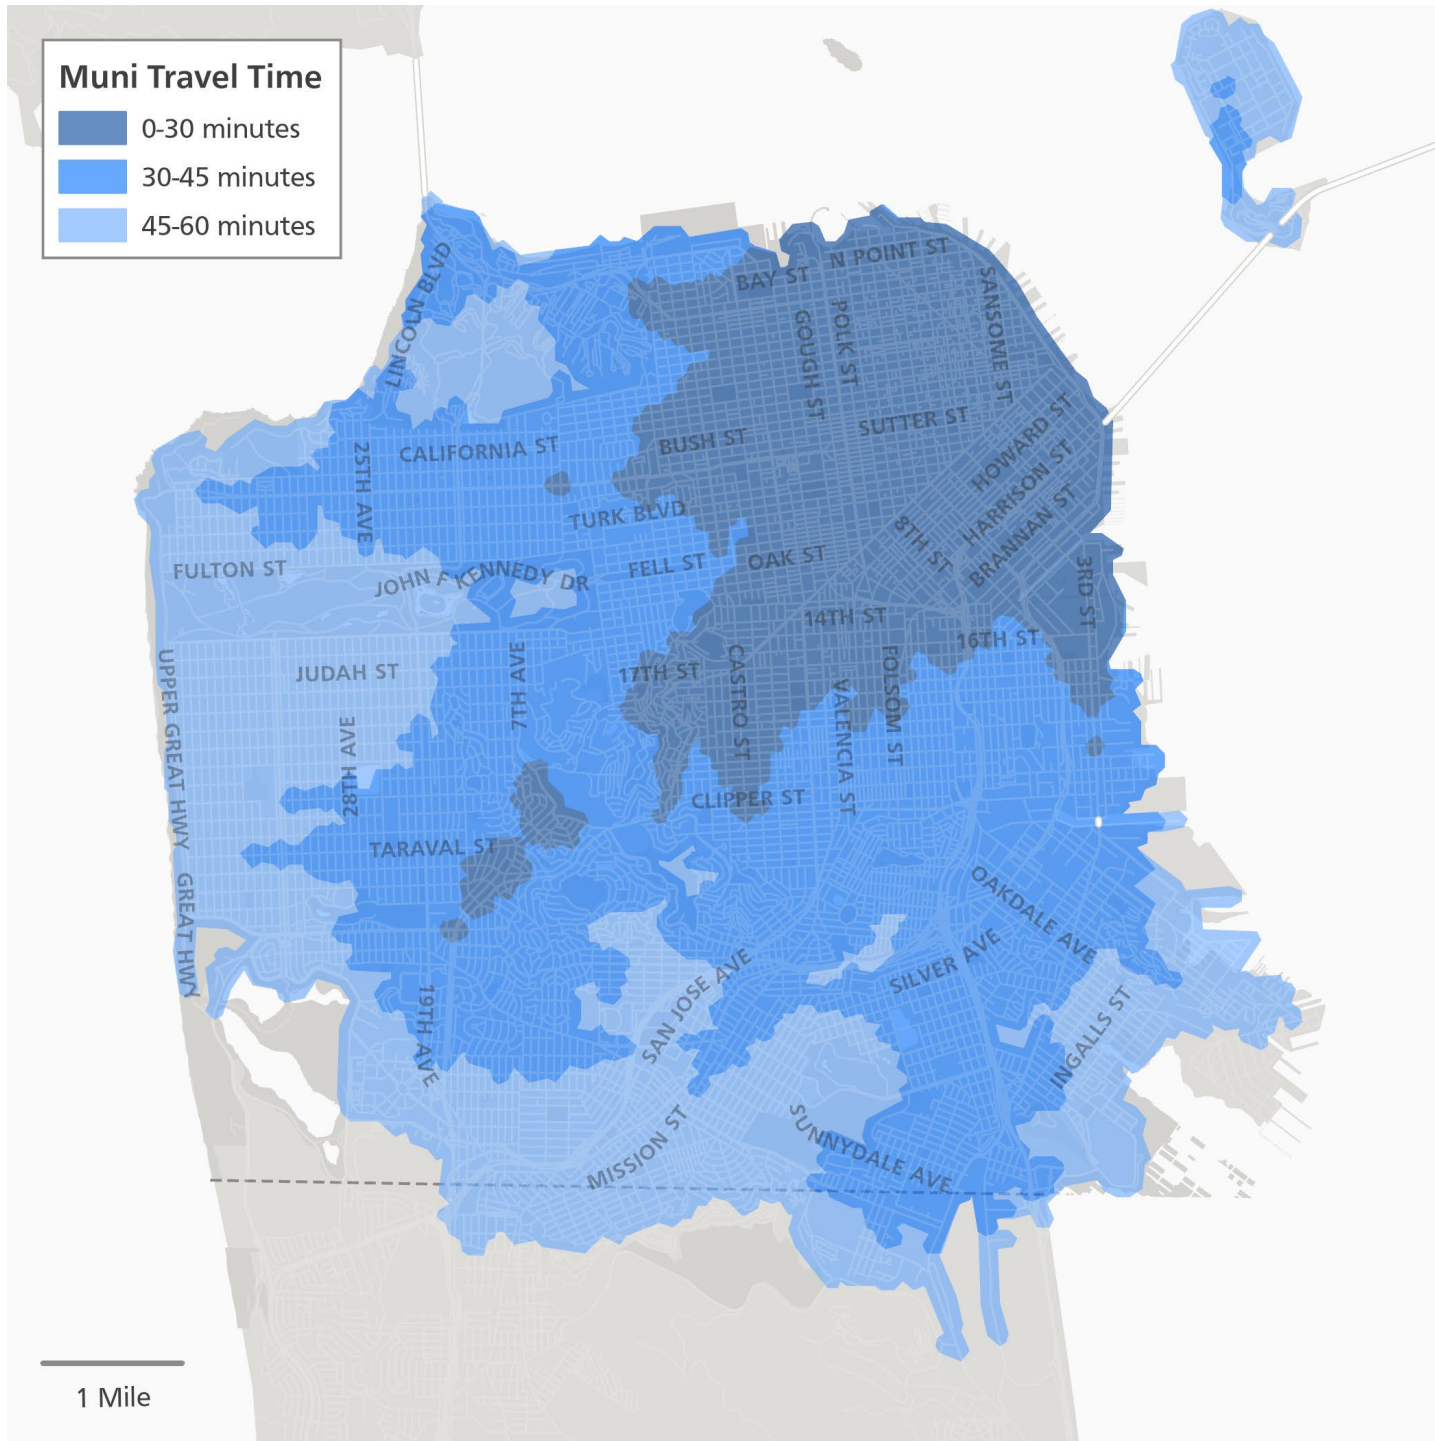 Muni Travel Time
0-30 minutes
30-45 minutes
45-60 minutes
LINCOLN BLVD
BAY ST
N POINT ST
SANSOME ST
GOUGH ST
POLK ST
CALIFORNIA ST
25TH AVE
BUSH ST
SUTTER ST
HOWARD ST
HARRISON ST
BRANNAN ST
8TH ST
TURK BLVD
FULTON ST
JOHN F KENNEDY DR
FELL ST
OAK ST
3RD ST
14TH ST
16TH ST
UPPER GREAT HWY
JUDAH ST
7TH AVE
17TH ST
CASTRO ST
VALENCIA ST
FOLSOM ST
28TH AVE
CLIPPER ST
TARAVAL ST
GREAT HWY
OAKDALE AVE
SILVER AVE
SAN JOSE AVE
19TH AVE
INGALLS ST
MISSION ST
SUNNYDALE AVE
1 Mile